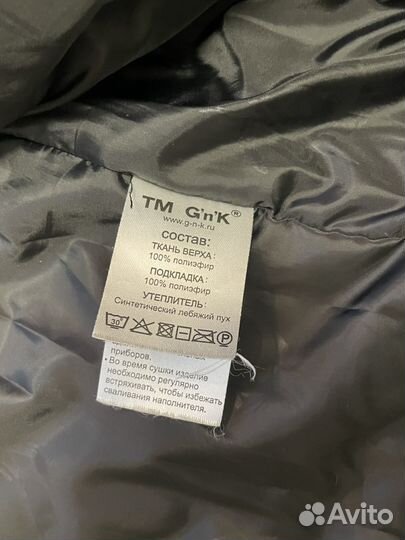 TM G'n'K®
www.g-n-k.ru
СОСТАВ:
ТКАНЬ ВЕРХА:
100% полиэфир
ПОДКЛАДКА:
100% полиэфир
УТЕПЛИТЕЛЬ:
Синтетический лебяжий пух
30°
P
приборов.
• Во время сушки изделие
необходимо регулярно
встряхивать, чтобы избежать
сваливания наполнителя.
Avito